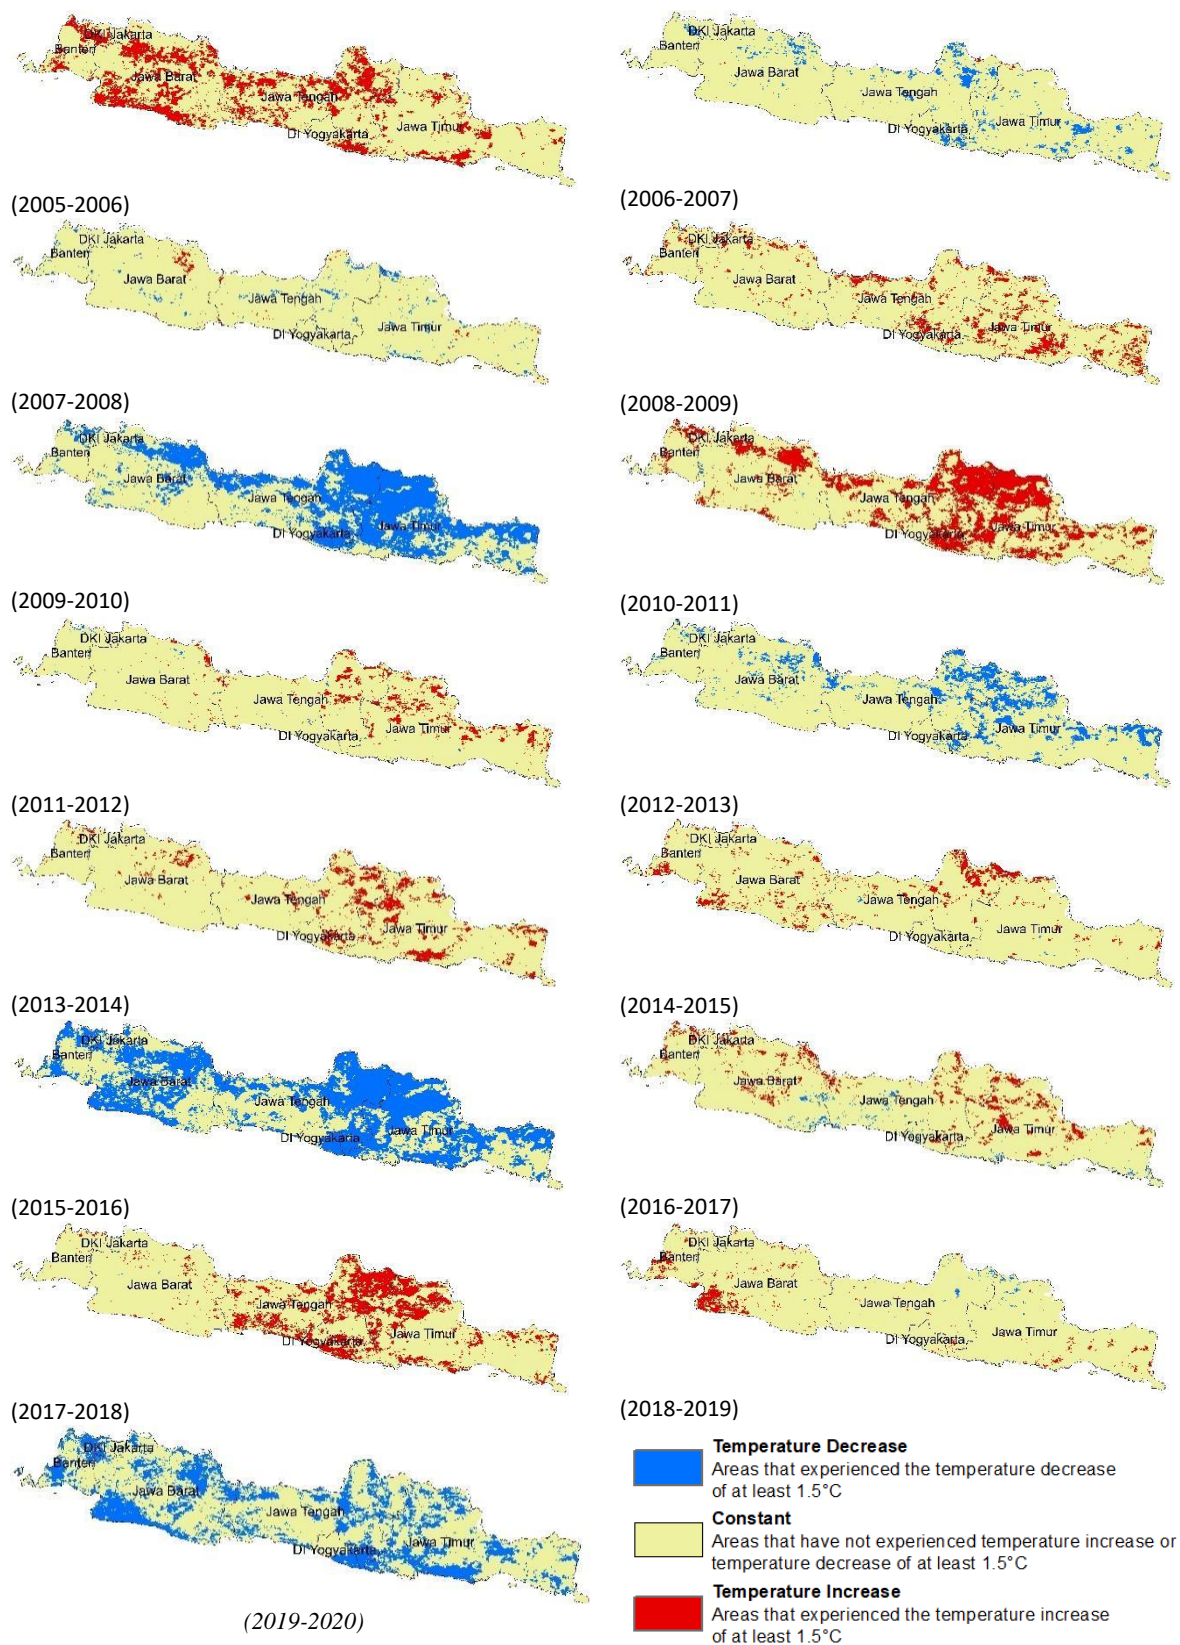 DKI Jakarta
Banten
Jawa Barat
Jawa Tengah
DI Yogyakarta
Jawa Timur
(2005-2006)
DKI Jakarta
Banten
Jawa Barat
Jawa Tengah
DI Yogyakarta
Jawa Timur
(2006-2007)
DKI Jakarta
Banten
Jawa Barat
Jawa Tengah
DI Yogyakarta
Jawa Timur
(2007-2008)
DKI Jakarta
Banten
Jawa Barat
Jawa Tengah
DI Yogyakarta
Jawa Timur
(2008-2009)
DKI Jakarta
Banten
Jawa Barat
Jawa Tengah
DI Yogyakarta
Jawa Timur
(2009-2010)
DKI Jakarta
Banten
Jawa Barat
Jawa Tengah
DI Yogyakarta
Jawa Timur
(2010-2011)
DKI Jakarta
Banten
Jawa Barat
Jawa Tengah
DI Yogyakarta
Jawa Timur
(2011-2012)
DKI Jakarta
Banten
Jawa Barat
Jawa Tengah
DI Yogyakarta
Jawa Timur
(2012-2013)
DKI Jakarta
Banten
Jawa Barat
Jawa Tengah
DI Yogyakarta
Jawa Timur
(2013-2014)
DKI Jakarta
Banten
Jawa Barat
Jawa Tengah
DI Yogyakarta
Jawa Timur
(2014-2015)
DKI Jakarta
Banten
Jawa Barat
Jawa Tengah
DI Yogyakarta
Jawa Timur
(2015-2016)
DKI Jakarta
Banten
Jawa Barat
Jawa Tengah
DI Yogyakarta
Jawa Timur
(2016-2017)
DKI Jakarta
Banten
Jawa Barat
Jawa Tengah
DI Yogyakarta
Jawa Timur
(2017-2018)
DKI Jakarta
Banten
Jawa Barat
Jawa Tengah
DI Yogyakarta
Jawa Timur
(2018-2019)
DKI Jakarta
Banten
Jawa Barat
Jawa Tengah
DI Yogyakarta
Jawa Timur
(2019-2020)
Temperature Decrease
Areas that experienced the temperature decrease
of at least 1.5°C
Constant
Areas that have not experienced temperature increase or
temperature decrease of at least 1.5°C
Temperature Increase
Areas that experienced the temperature increase
of at least 1.5°C